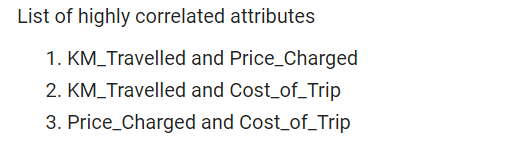 List of highly correlated attributes
1. KM_Travelled and Price_Charged
2. KM_Travelled and Cost_of_Trip
3. Price_Charged and Cost_of_Trip